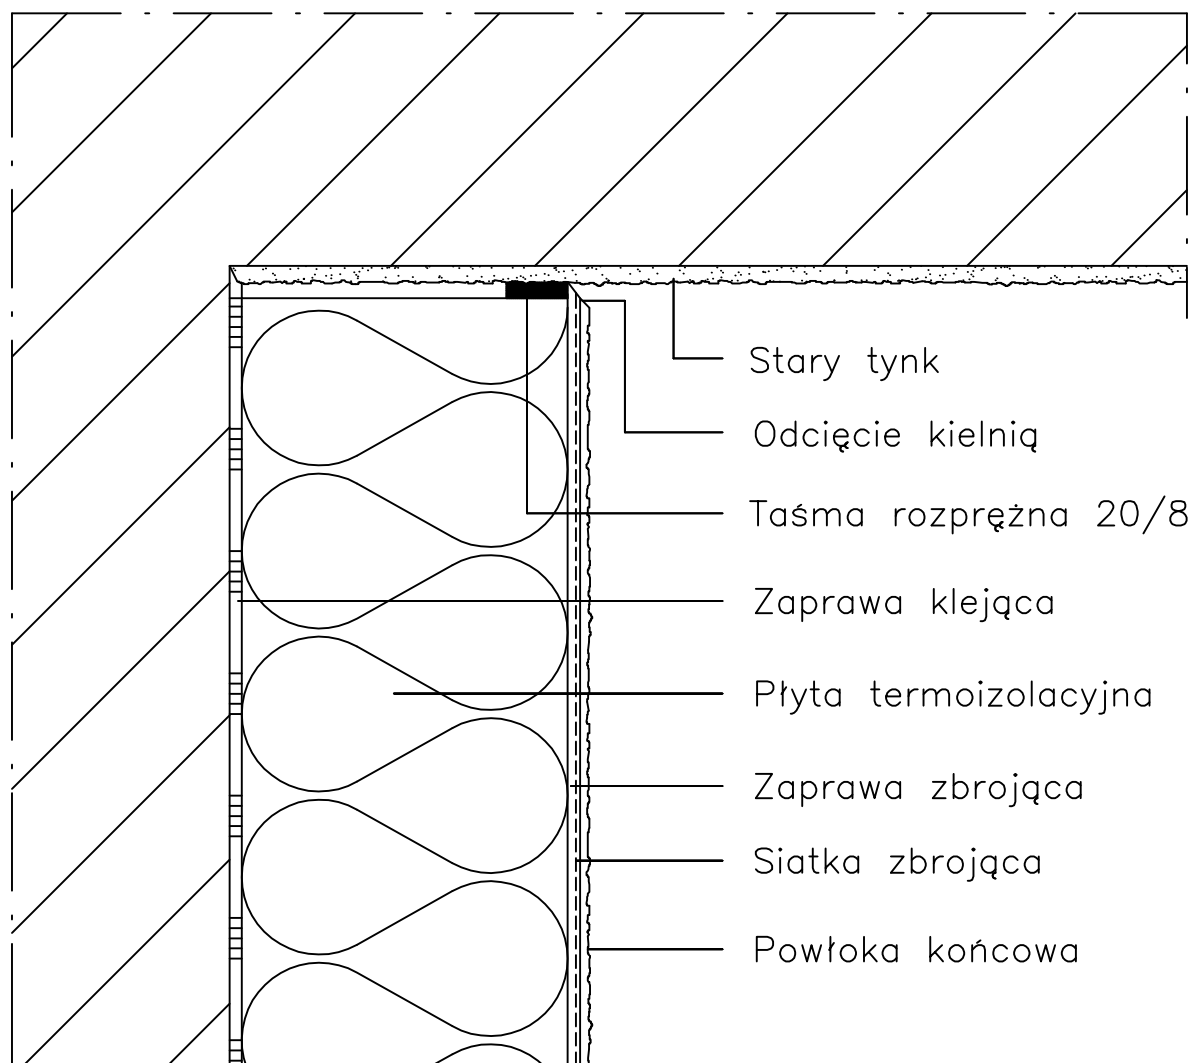 Stary tynk
Odcięcie kielnią
Taśma rozprężna 20/8
Zaprawa klejąca
Płyta termoizolacyjna
Zaprawa zbrojąca
Siatka zbrojąca
Powłoka końcowa